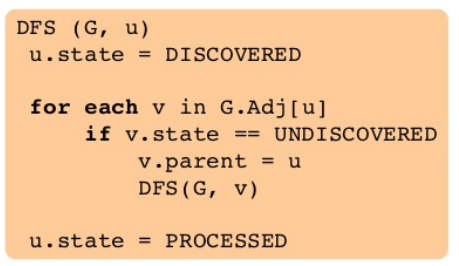 DFS (G, u)
u.state = DISCOVERED
for each v in G.Adj[u]
if v.state == UNDISCOVERED
v.parent = u
DFS(G, v)
u.state = PROCESSED